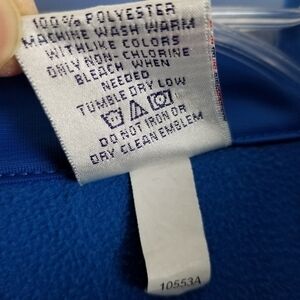 100% POLYESTER
MACHINE WASH WARM
WITH LIKE COLORS
ONLY NON-CHLORINE
BLEACH WHEN
NEEDED
TUMBLE DRY LOW
DO NOT IRON OR
DRY CLEAN EMBLEM
10553A